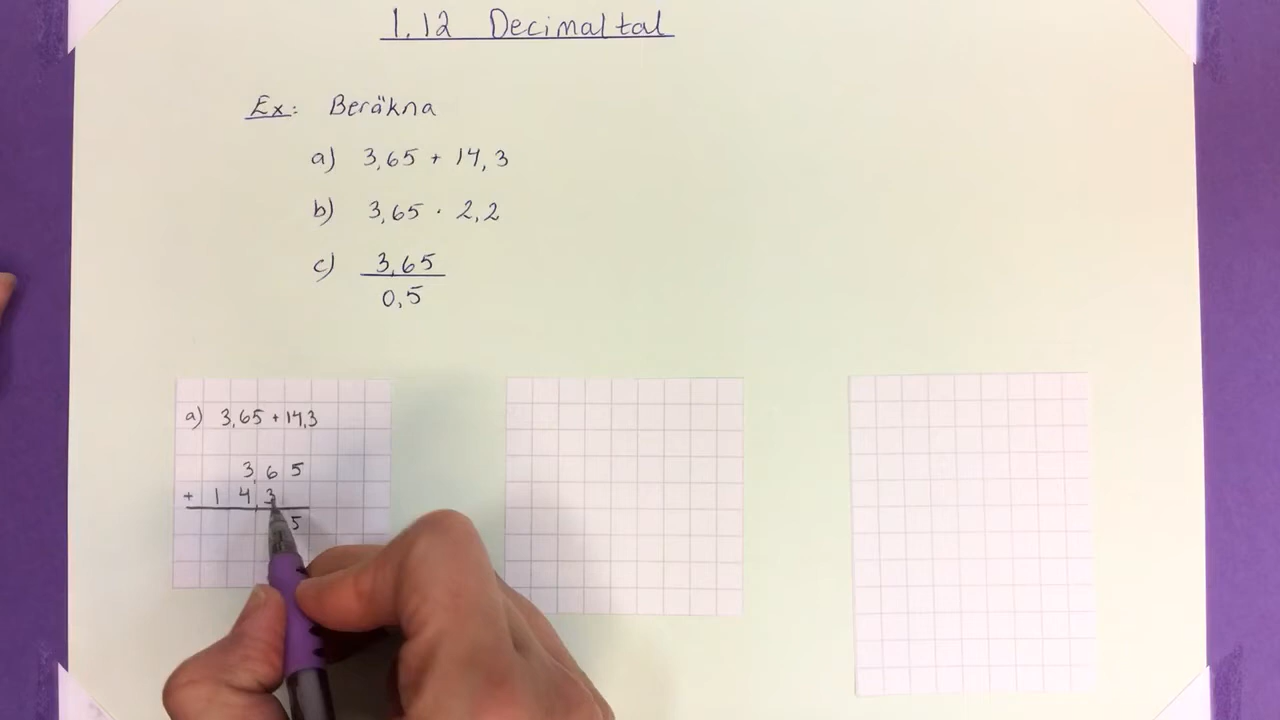 1.12 Decimaltal
Ex: Beräkna
a) 3,65 + 14,3
b) 3,65 · 2,2
c) 3,65
0,5
a) 3,65 + 14,3
3,65
+ 14,3
5